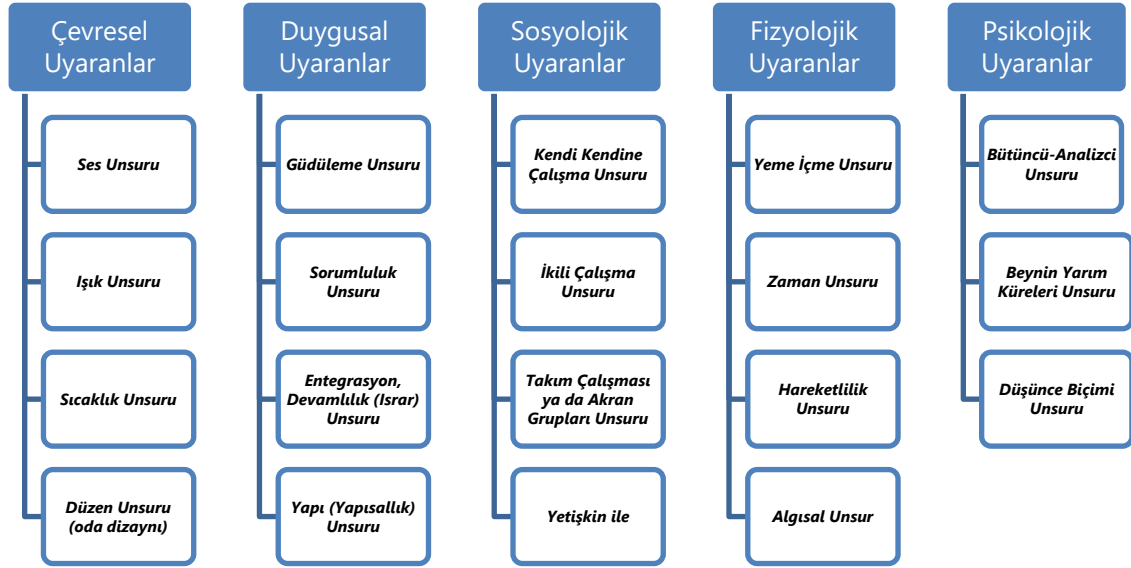 Çevresel
Uyaranlar
Ses Unsuru
Işık Unsuru
Sıcaklık Unsuru
Düzen Unsuru
(oda dizaynı)
Duygusal
Uyaranlar
Güdüleme Unsuru
Sorumluluk
Unsuru
Entegrasyon,
Devamlılık (Israr)
Unsuru
Yapı (Yapısallık)
Unsuru
Sosyolojik
Uyaranlar
Kendi Kendine
Çalışma Unsuru
İkili Çalışma
Unsuru
Takım Çalışması
ya da Akran
Grupları Unsuru
Yetişkin ile
Fizyolojik
Uyaranlar
Yeme İçme Unsuru
Zaman Unsuru
Hareketlilik
Unsuru
Algısal Unsur
Psikolojik
Uyaranlar
Bütüncü-Analizci
Unsuru
Beynin Yarım
Küreleri Unsuru
Düşünce Biçimi
Unsuru